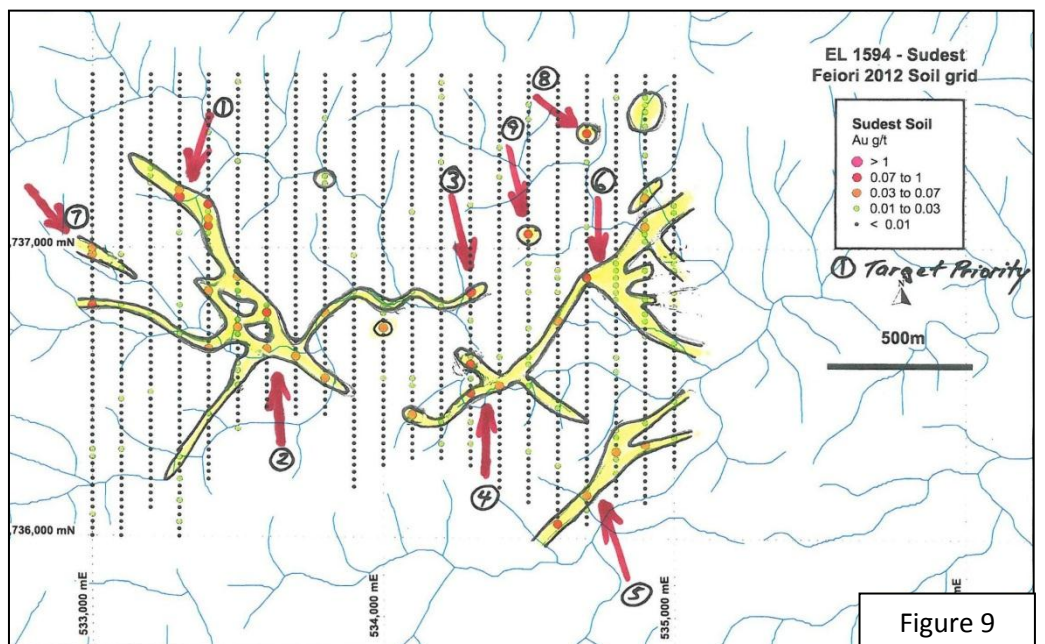 EL 1594 - Sudest
Feiori 2012 Soil grid
Sudest Soil
Au g/t
> 1
0.07 to 1
0.03 to 0.07
0.01 to 0.03
< 0.01
① Target Priority
N
500m
①
⑧
⑨
③
⑥
⑦
,737,000 mN
②
④
⑤
,736,000 mN
533,000 mE
534,000 mE
535,000 mE
mE
Figure 9